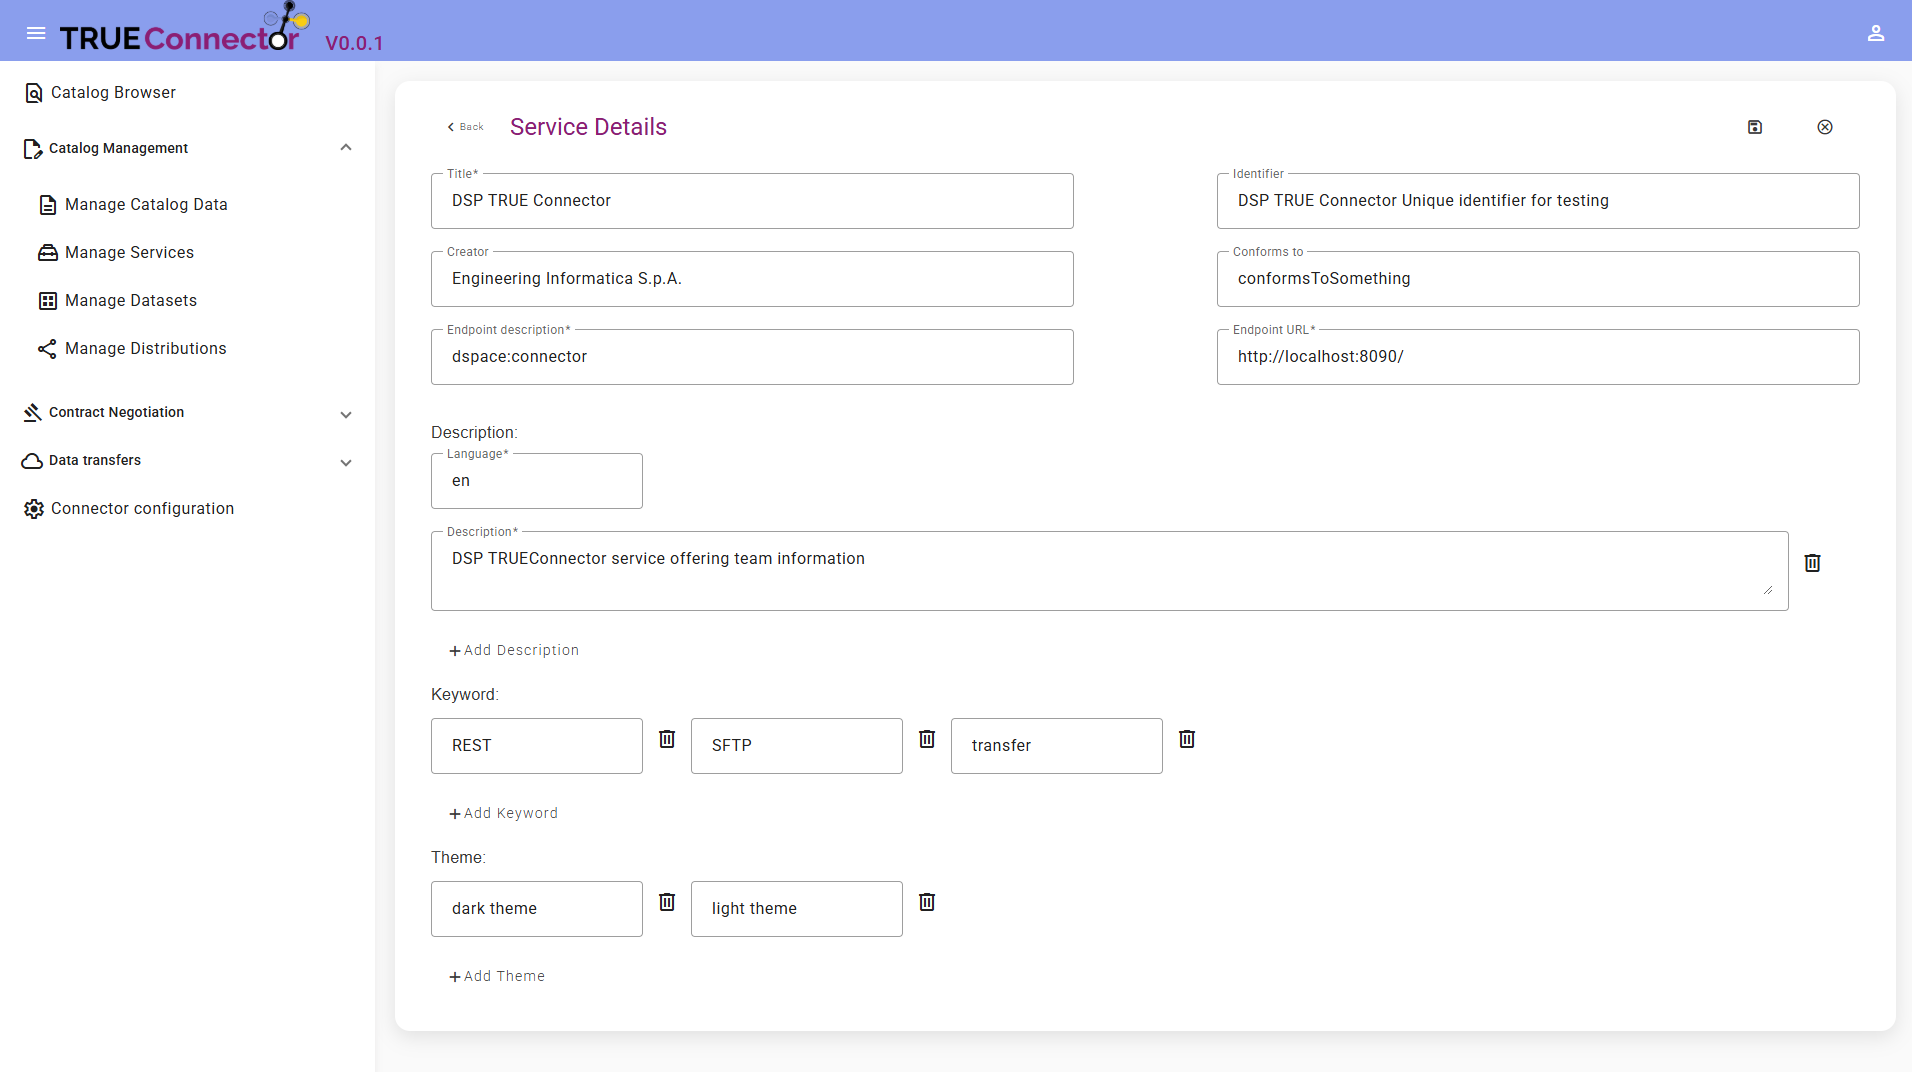 TRUEConnector V0.0.1
Catalog Browser
Catalog Management
Manage Catalog Data
Manage Services
Manage Datasets
Manage Distributions
Contract Negotiation
Data transfers
Connector configuration
Back
Service Details
Title*
DSP TRUE Connector
Identifier
DSP TRUE Connector Unique identifier for testing
Creator
Engineering Informatica S.p.A.
Conforms to
conformsToSomething
Endpoint description*
dspace:connector
Endpoint URL*
http://localhost:8090/
Description:
Language*
en
Description*
DSP TRUEConnector service offering team information
+Add Description
Keyword:
REST
SFTP
transfer
+Add Keyword
Theme:
dark theme
light theme
+Add Theme